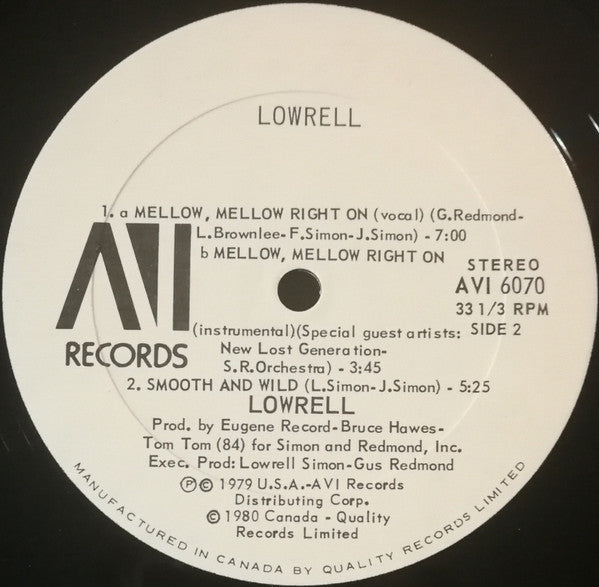 LOWRELL
1. a MELLOW, MELLOW RIGHT ON (vocal) (G.Redmond-
L.Brownlee-F.Simon-J.Simon) - 7:00
b MELLOW, MELLOW RIGHT ON
STEREO
AVI 6070
33 1/3 RPM
SIDE 2
AVI
RECORDS
(instrumental)(Special guest artists:
New Lost Generation-
S.R.Orchestra) - 3:45
2. SMOOTH AND WILD (L.Simon-J.Simon) - 5:25
LOWRELL
Prod. by Eugene Record-Bruce Hawes-
Tom Tom (84) for Simon and Redmond, Inc.
Exec. Prod: Lowrell Simon-Gus Redmond
℗© 1979 U.S.A.-AVI Records
Distributing Corp.
© 1980 Canada - Quality
Records Limited
MANUFACTURED IN CANADA BY QUALITY RECORDS LIMITED